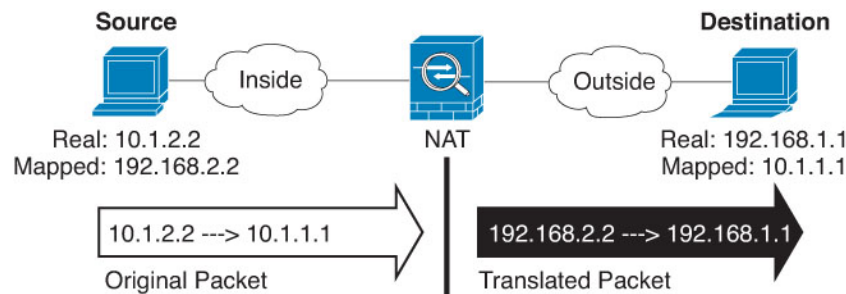 Source
Destination
Inside
Outside
Real: 10.1.2.2
Mapped: 192.168.2.2
NAT
Real: 192.168.1.1
Mapped: 10.1.1.1
10.1.2.2 ---> 10.1.1.1
192.168.2.2 ---> 192.168.1.1
Original Packet
Translated Packet